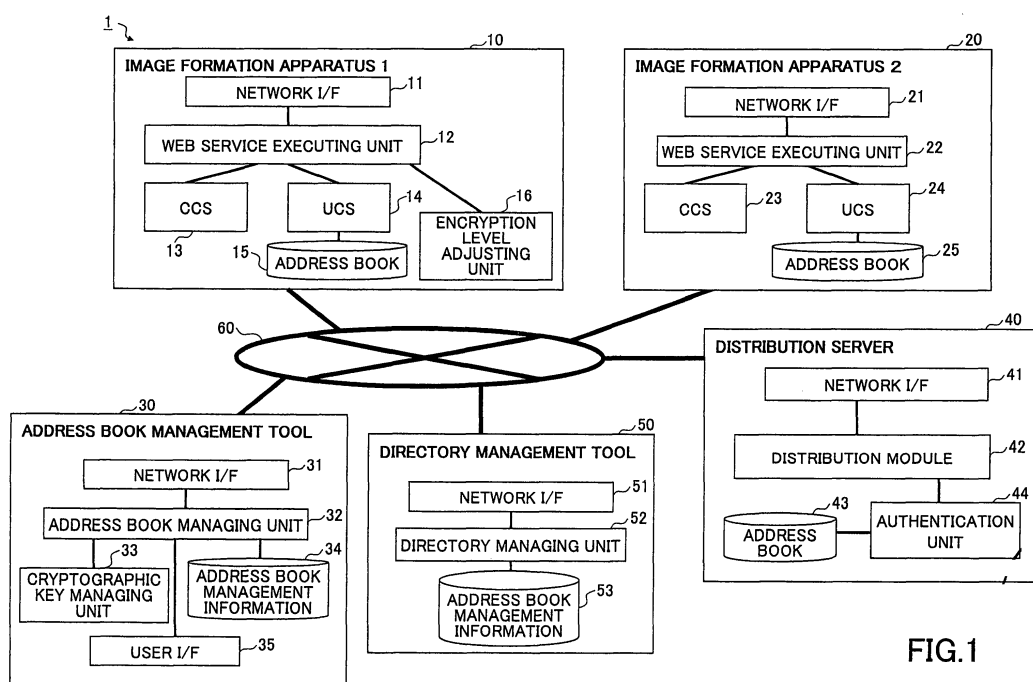 1
10
IMAGE FORMATION APPARATUS 1
NETWORK I/F
11
WEB SERVICE EXECUTING UNIT
12
CCS
13
UCS
14
15
ADDRESS BOOK
16
ENCRYPTION
LEVEL
ADJUSTING
UNIT
20
IMAGE FORMATION APPARATUS 2
NETWORK I/F
21
WEB SERVICE EXECUTING UNIT
22
CCS
23
UCS
24
ADDRESS BOOK
25
60
40
DISTRIBUTION SERVER
NETWORK I/F
41
DISTRIBUTION MODULE
42
43
ADDRESS
BOOK
44
AUTHENTICATION
UNIT
30
ADDRESS BOOK MANAGEMENT TOOL
NETWORK I/F
31
ADDRESS BOOK MANAGING UNIT
32
33
CRYPTOGRAPHIC
KEY MANAGING
UNIT
34
ADDRESS BOOK
MANAGEMENT
INFORMATION
USER I/F
35
50
DIRECTORY MANAGEMENT TOOL
NETWORK I/F
51
DIRECTORY MANAGING UNIT
52
ADDRESS BOOK
MANAGEMENT
INFORMATION
53
FIG.1